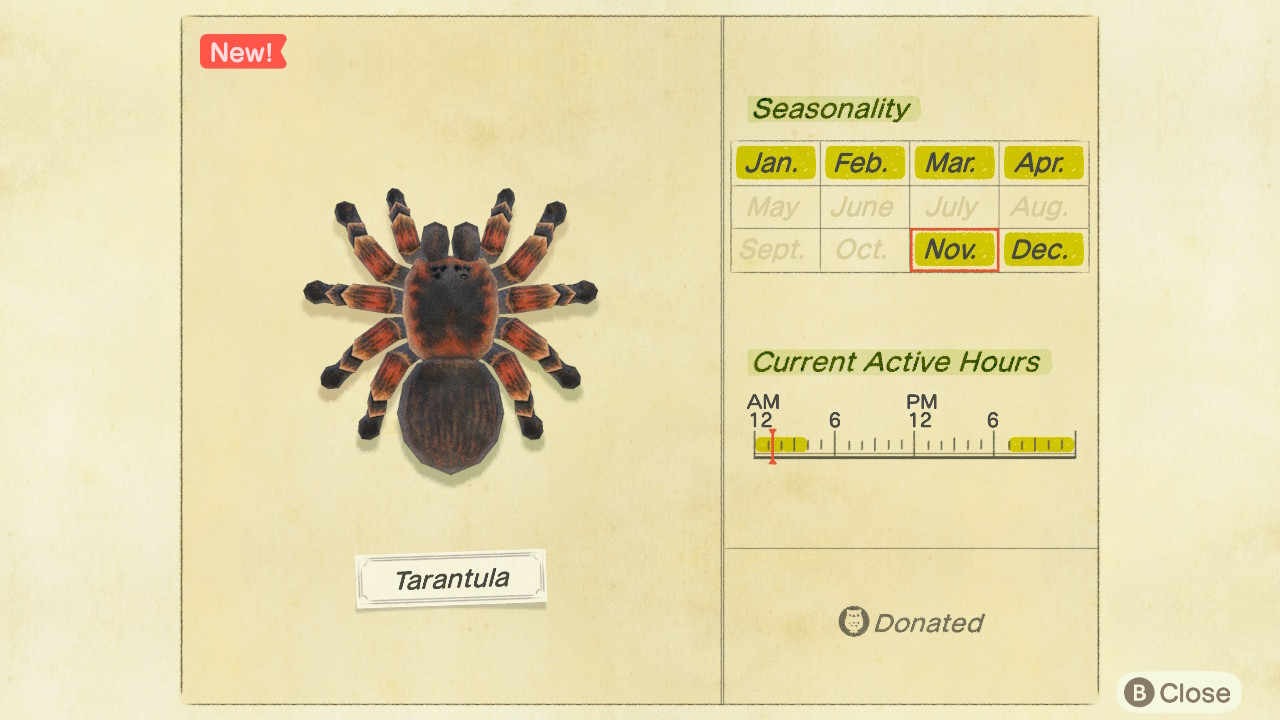 New!
Seasonality
Jan. Feb. Mar. Apr.
May June July Aug.
Sept. Oct. Nov. Dec.
Current Active Hours
AM PM
12 6 12 6
Tarantula
Donated
B Close